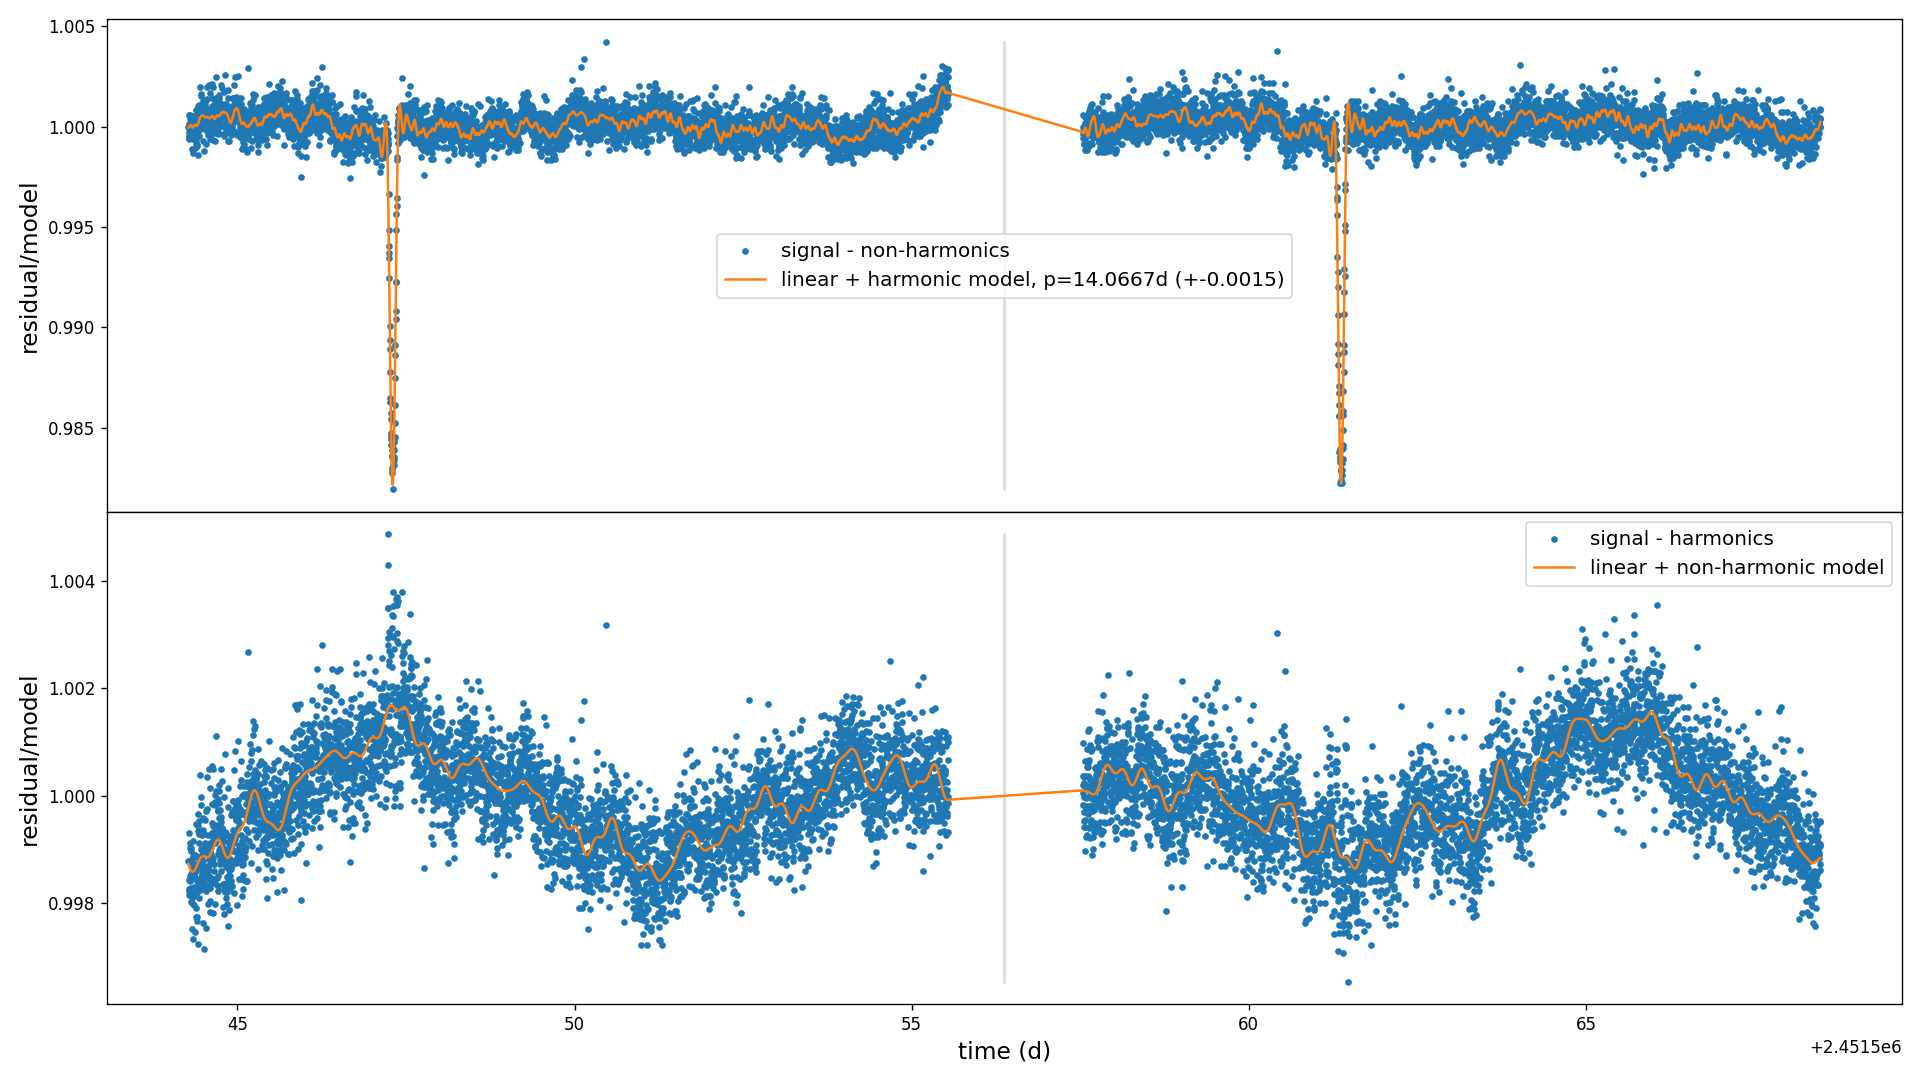 1.005
1.000
0.995
0.990
0.985
residual/model
signal - non-harmonics
linear + harmonic model, p=14.0667d (+-0.0015)
signal - harmonics
linear + non-harmonic model
1.004
1.002
1.000
0.998
residual/model
45 50 55 60 65
time (d)
+2.4515e6